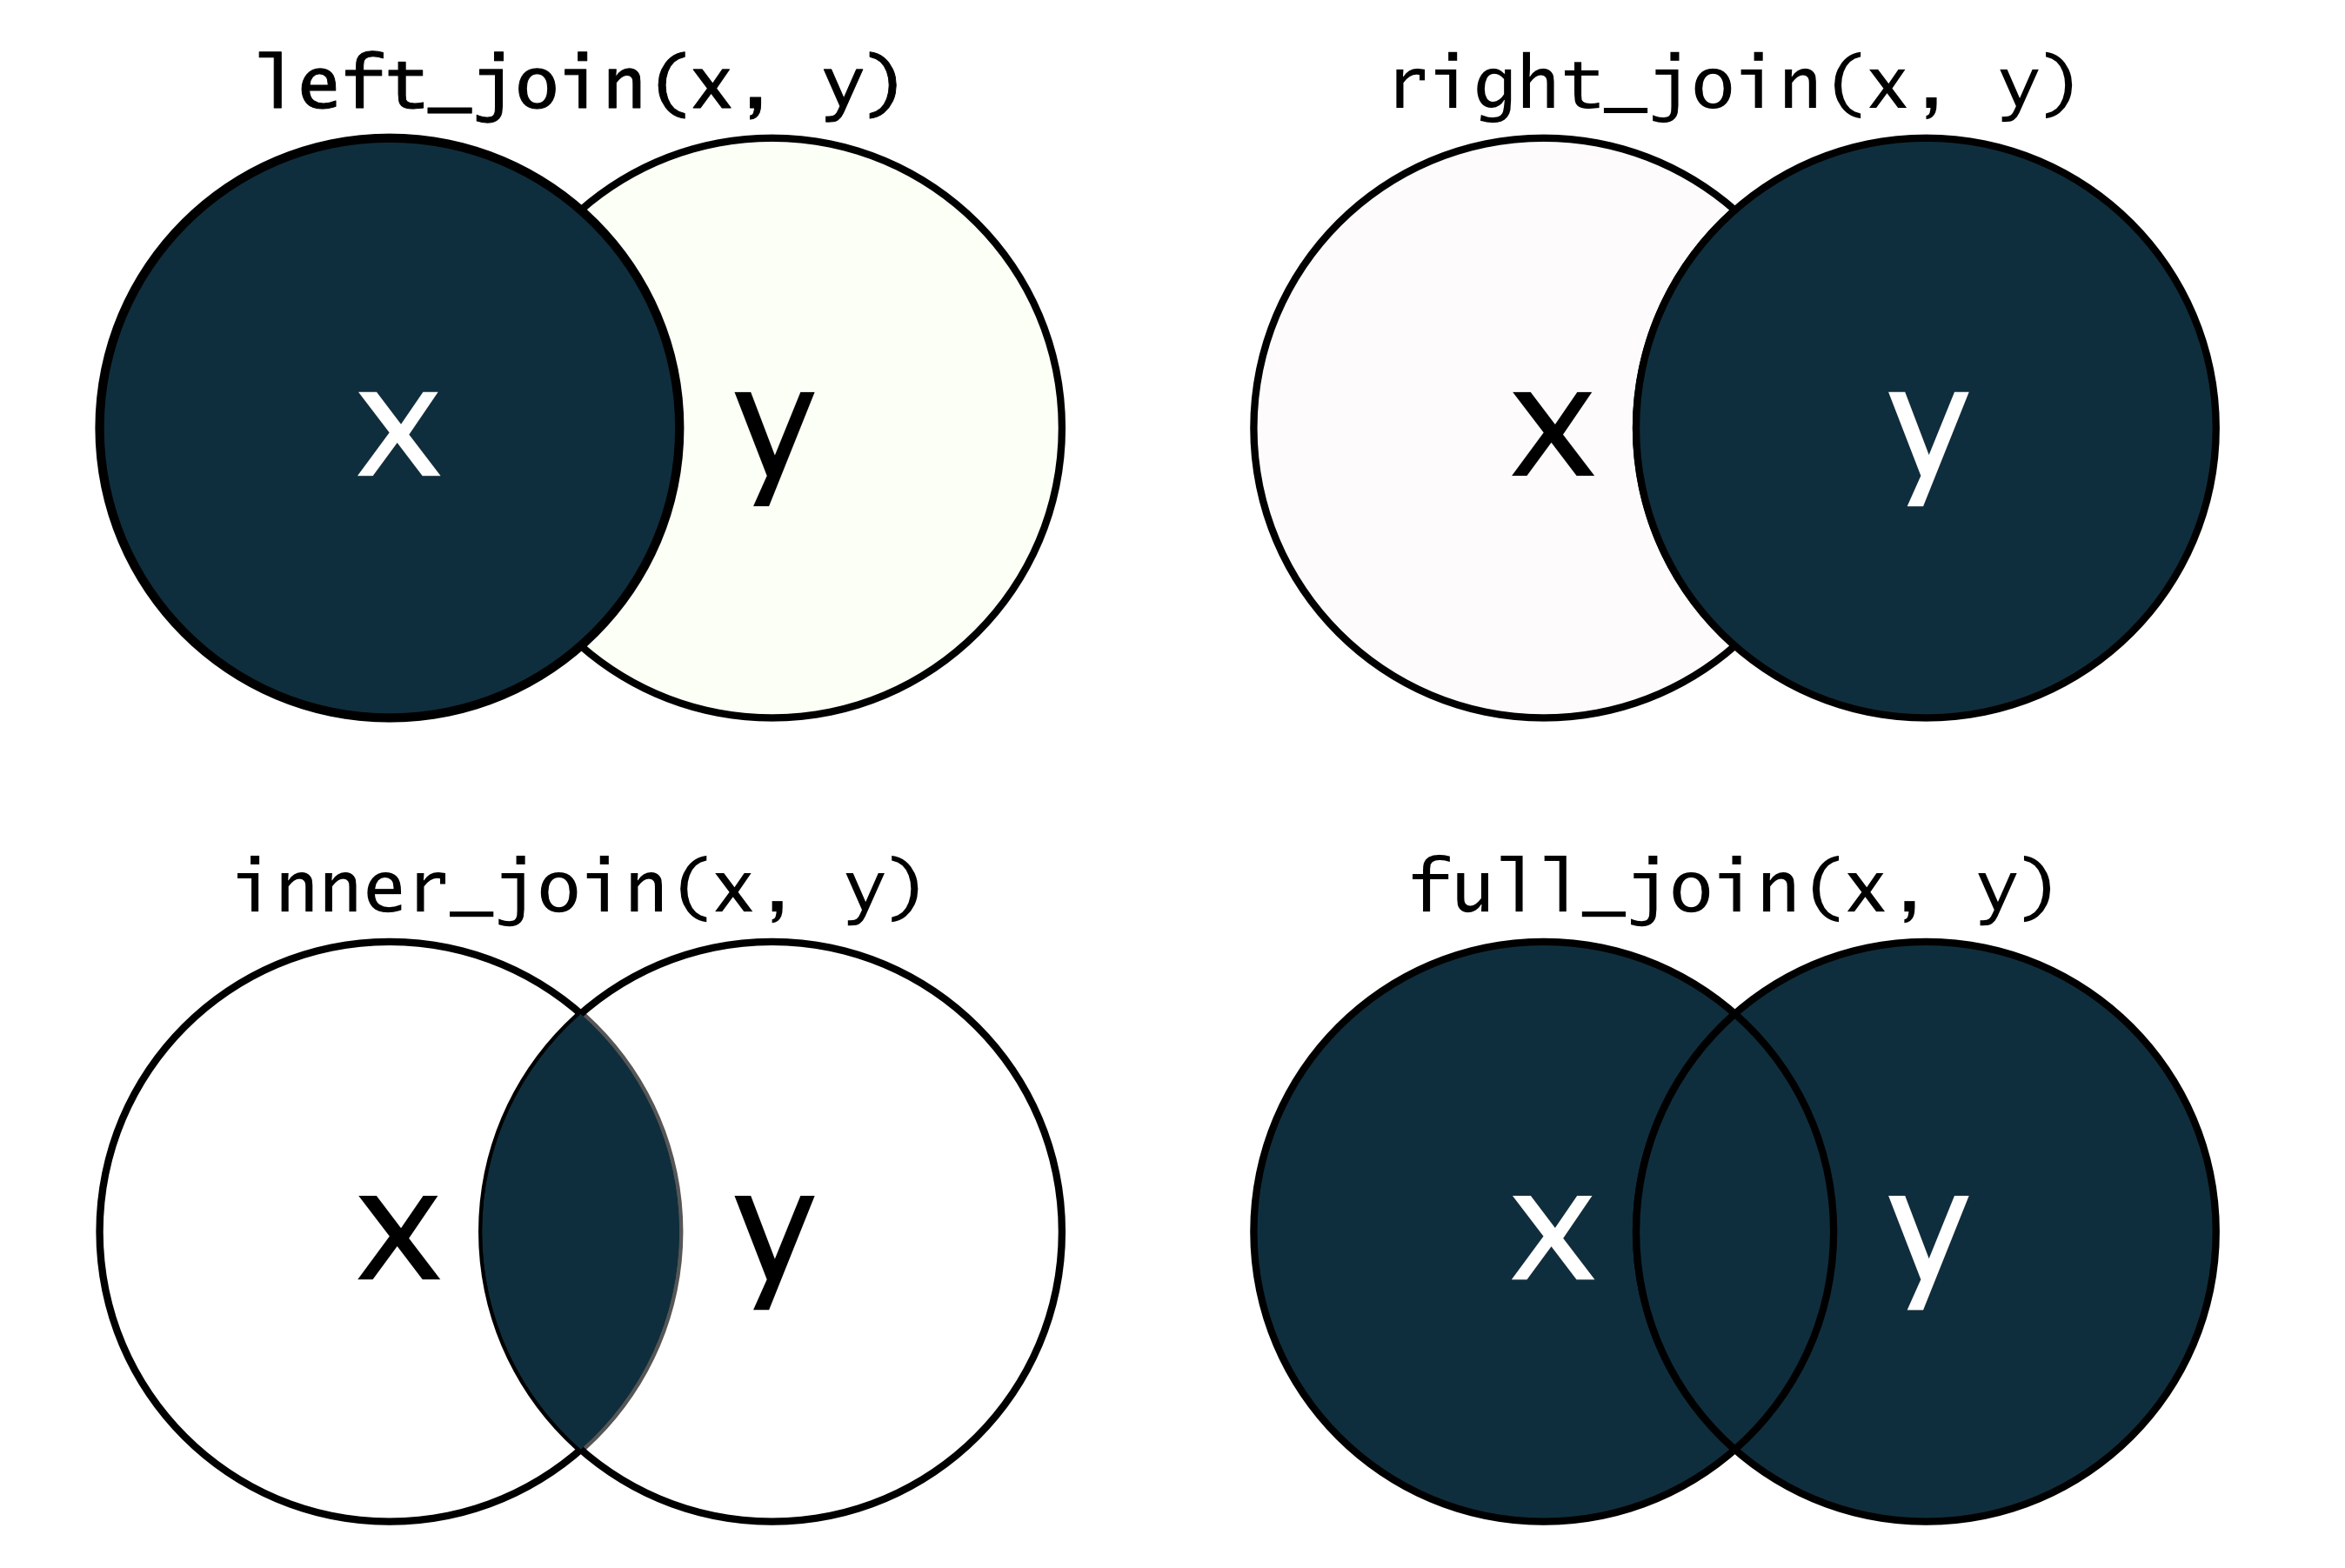 left_join(x, y)
x y
right_join(x, y)
x y
inner_join(x, y)
x y
full_join(x, y)
x y